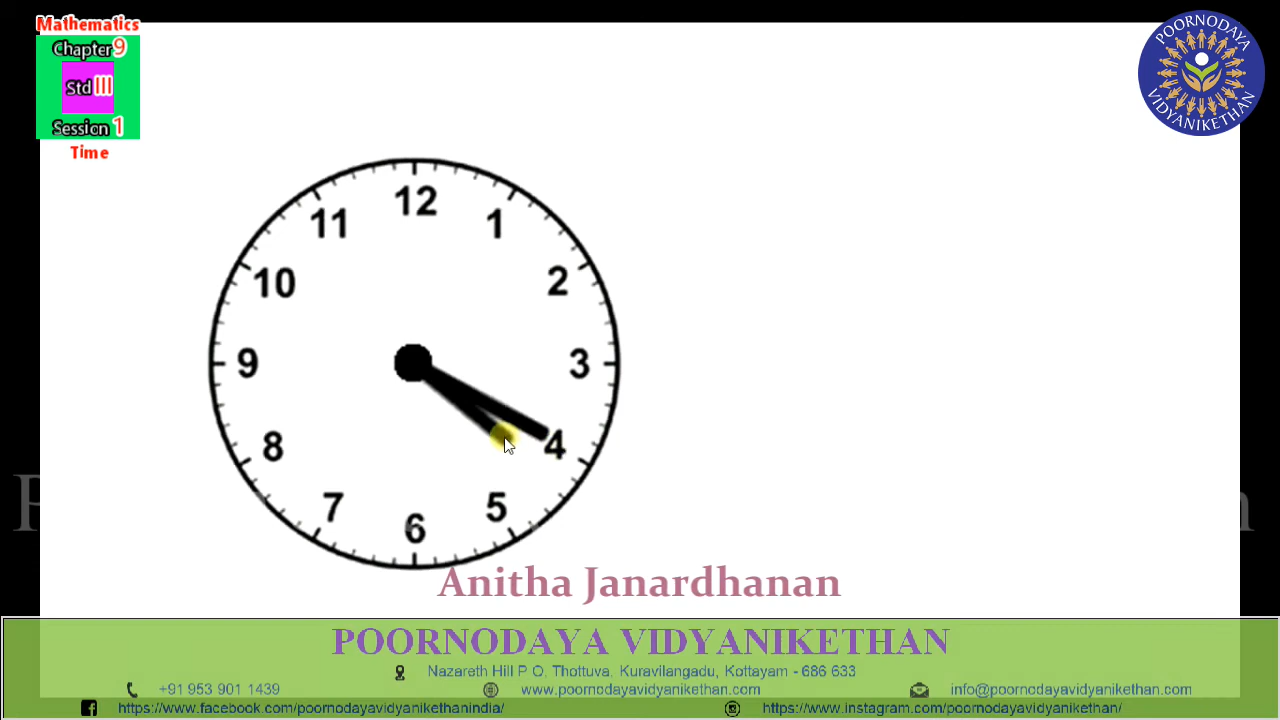 Mathematics
Chapter 9
Std III
Session 1
Time
POORNODAYA
VIDYANIKETHAN
12
11
1
10
2
9
3
8
4
7
5
6
Anitha Janardhanan
POORNODAYA VIDYANIKETHAN
Nazareth Hill P O, Thottuva, Kuravilangadu, Kottayam - 686 633
+91 953 901 1439
www.poornodayavidyanikethan.com
info@poornodayavidyanikethan.com
https://www.facebook.com/poornodayavidyanikethanindia/
https://www.instagram.com/poornodayavidyanikethan/